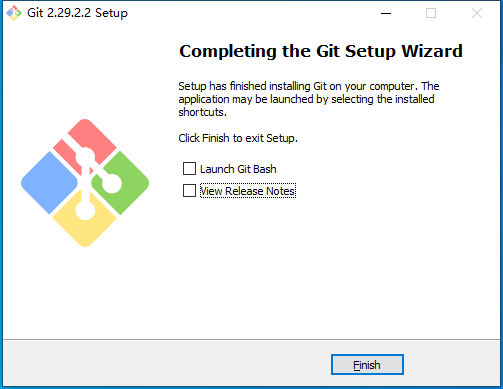 Git 2.29.2.2 Setup
Completing the Git Setup Wizard
Setup has finished installing Git on your computer. The
application may be launched by selecting the installed
shortcuts.
Click Finish to exit Setup.
Launch Git Bash
View Release Notes
Finish